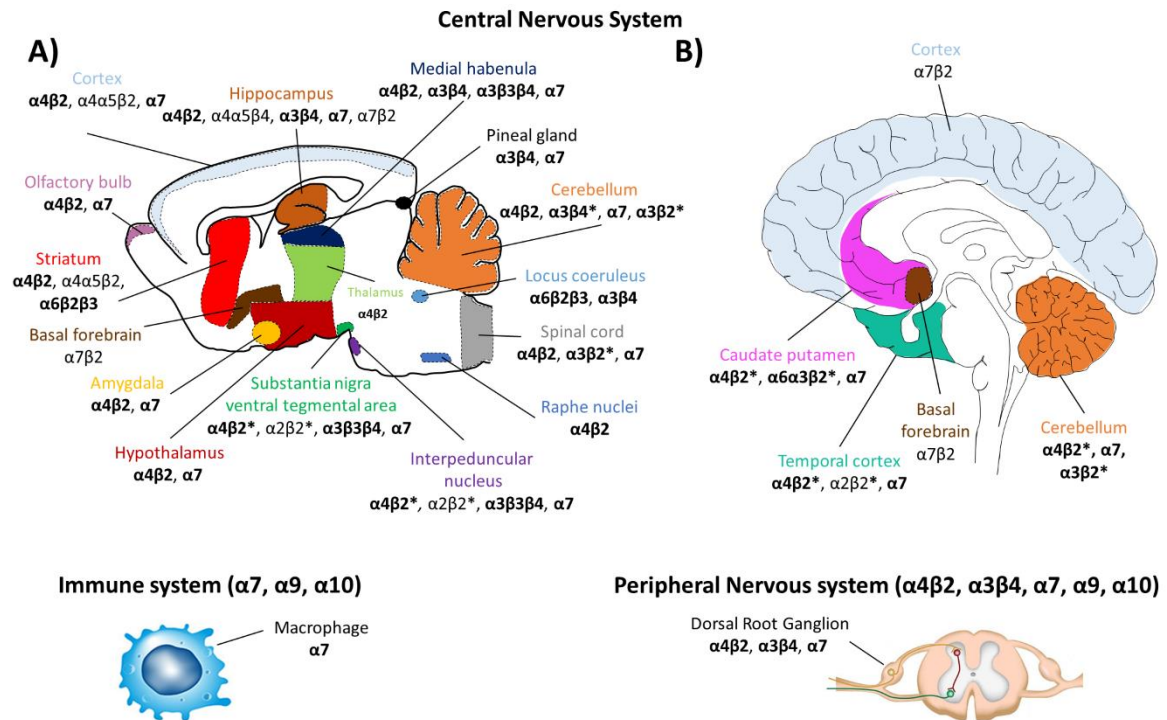 Central Nervous System
A)
Cortex
α4β2, α4α5β2, α7
Hippocampus
α4β2, α4α5β4, α3β4, α7, α7β2
Medial habenula
α4β2, α3β4, α3β3β4, α7
Pineal gland
α3β4, α7
Olfactory bulb
α4β2, α7
Cerebellum
α4β2, α3β4*, α7, α3β2*
Striatum
α4β2, α4α5β2,
α6β2β3
Thalamus
α4β2
Locus coeruleus
α6β2β3, α3β4
Basal forebrain
α7β2
Spinal cord
α4β2, α3β2*, α7
Amygdala
α4β2, α7
Substantia nigra
ventral tegmental area
α4β2*, α2β2*, α3β3β4, α7
Raphe nuclei
α4β2
Hypothalamus
α4β2, α7
Interpeduncular
nucleus
α4β2*, α2β2*, α3β3β4, α7
B)
Cortex
α7β2
Caudate putamen
α4β2*, α6α3β2*, α7
Basal
forebrain
α7β2
Temporal cortex
α4β2*, α2β2*, α7
Cerebellum
α4β2*, α7,
α3β2*
Immune system (α7, α9, α10)
Macrophage
α7
Peripheral Nervous system (α4β2, α3β4, α7, α9, α10)
Dorsal Root Ganglion
α4β2, α3β4, α7